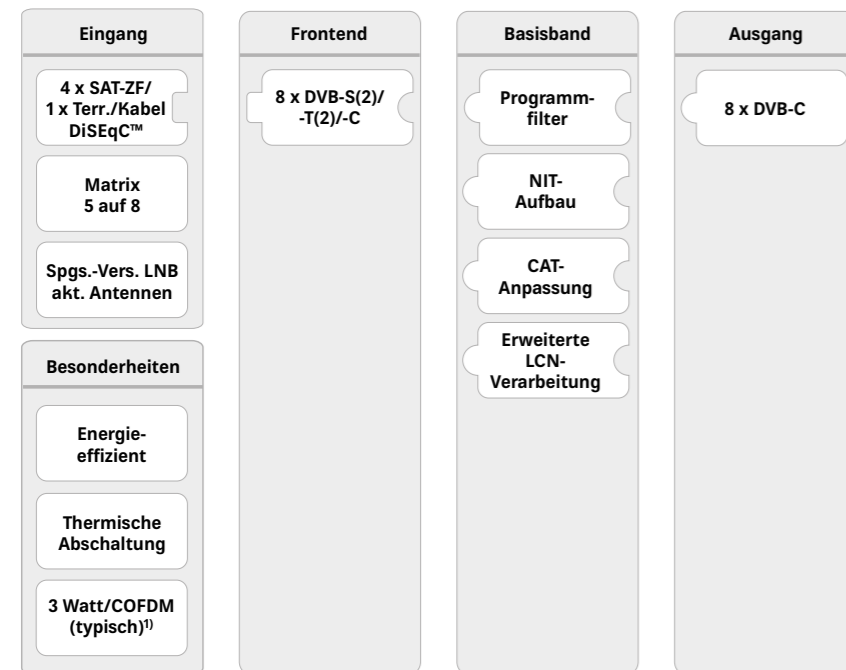 Eingang
4 x SAT-ZF/
1 x Terr./Kabel
DiSEqC™
Matrix
5 auf 8
Spgs.-Vers. LNB
akt. Antennen
Besonderheiten
Energie-
effizient
Thermische
Abschaltung
3 Watt/COFDM
(typisch)¹⁾
Frontend
8 x DVB-S(2)/
-T(2)/-C
Basisband
Programm-
filter
NIT-
Aufbau
CAT-
Anpassung
Erweiterte
LCN-
Verarbeitung
Ausgang
8 x DVB-C